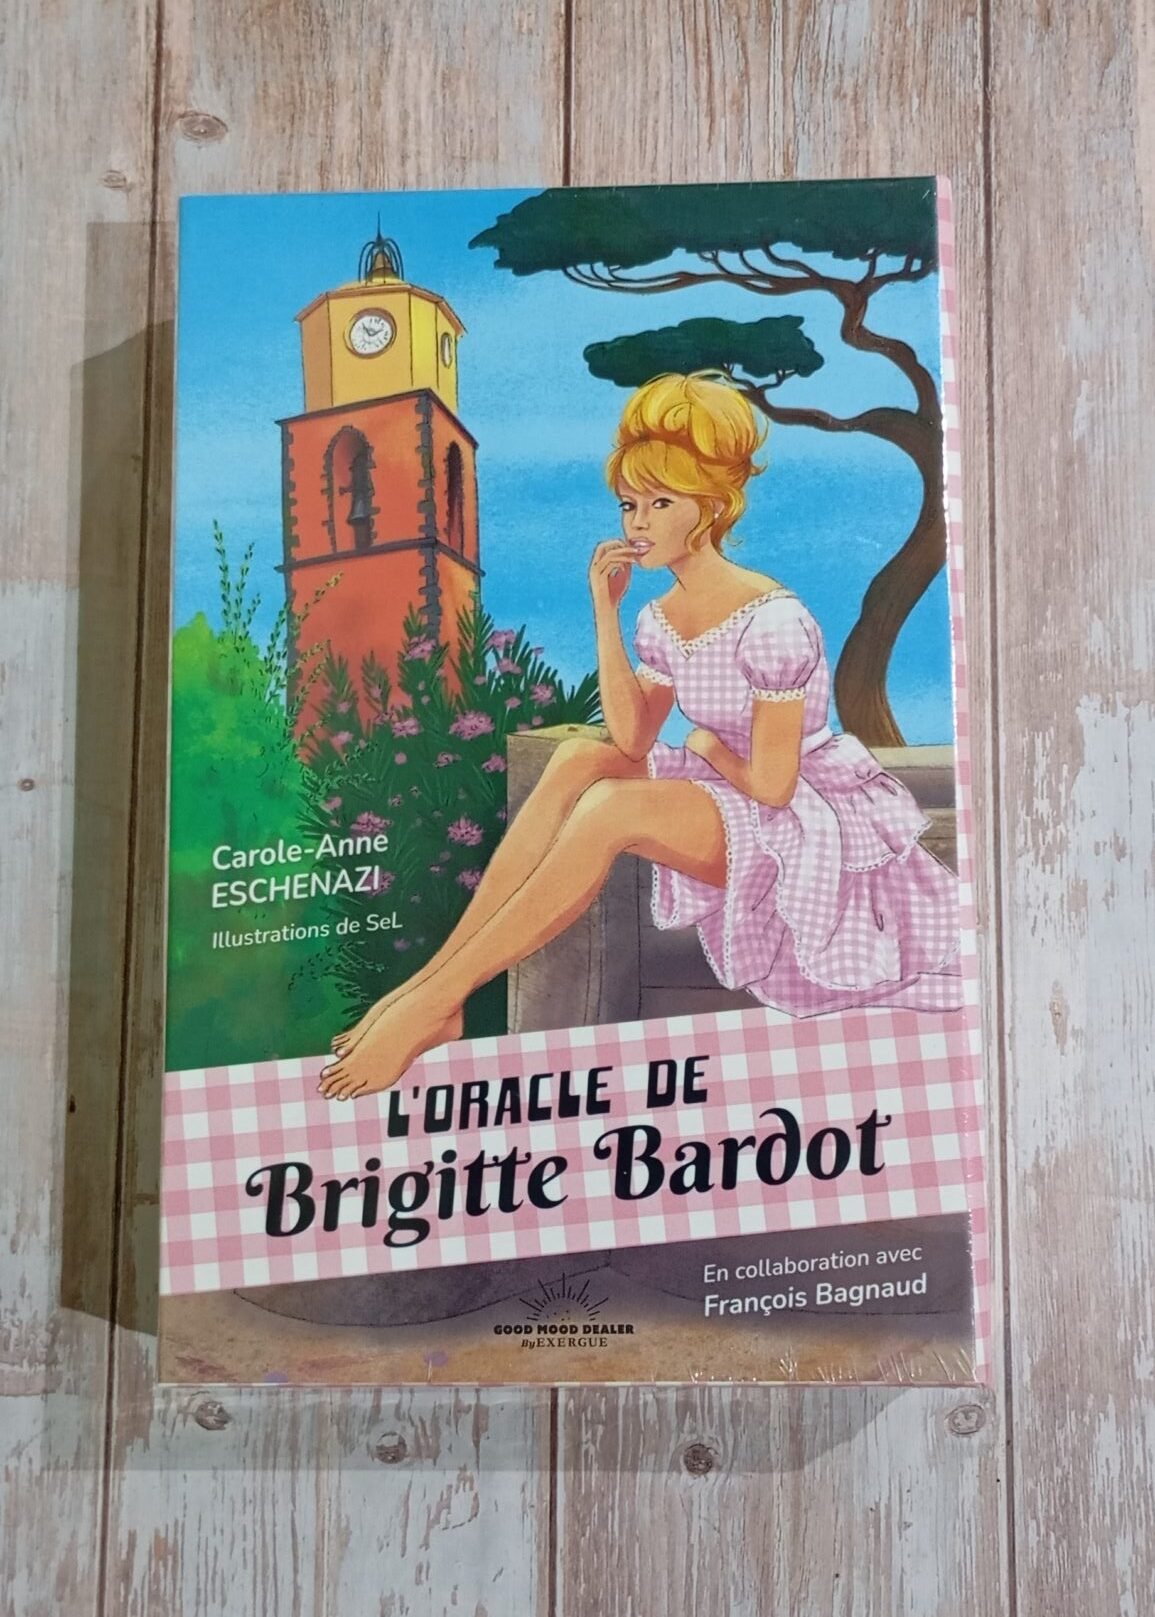 Carole-Anne
ESCHENAZI
Illustrations de SeL
L'ORACLE DE
Brigitte Bardot
En collaboration avec
François Bagnaud
GOOD MOOD DEALER
By EXERGUE